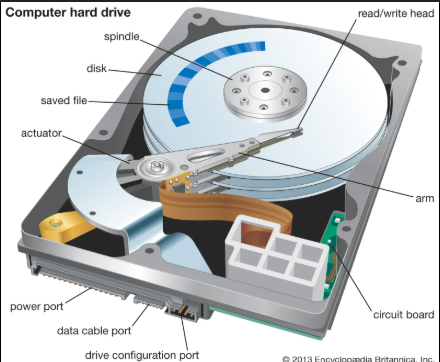 Computer hard drive
read/write head
spindle
disk
saved file
actuator
arm
circuit board
power port
data cable port
drive configuration port
© 2013 Encyclopædia Britannica, Inc.